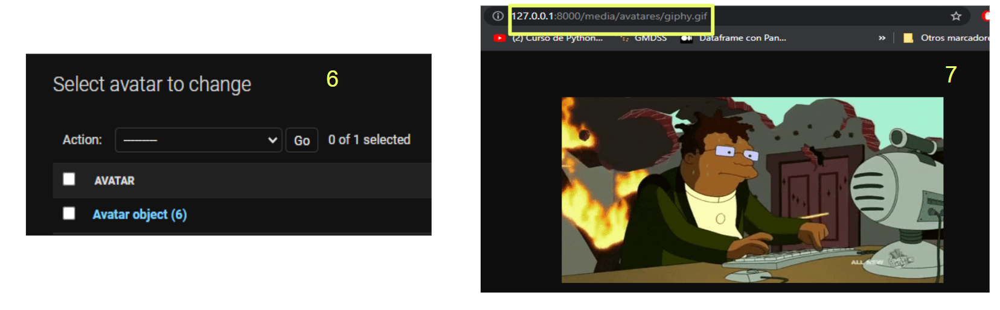 Select avatar to change
6
Action:
Go
0 of 1 selected
AVATAR
Avatar object (6)
127.0.0.1:8000/media/avatares/giphy.gif
(2) Curso de Python...
GMDSS
Dataframe con Pan...
»
Otros marcadore
7
ALL NEW